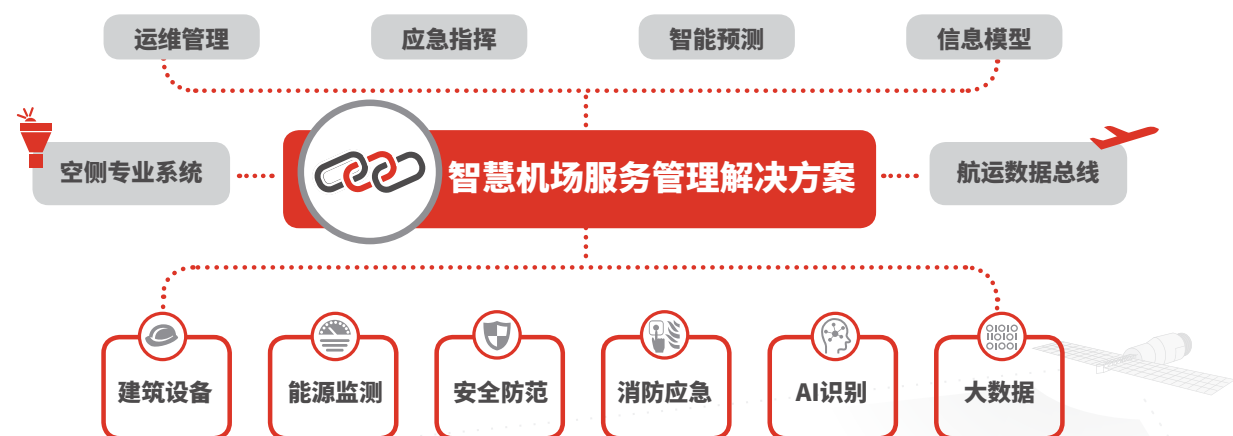 运维管理
应急指挥
智能预测
信息模型
空侧专业系统
智慧机场服务管理解决方案
航运数据总线
建筑设备
能源监测
安全防范
消防应急
AI识别
大数据
01010
110101
01001